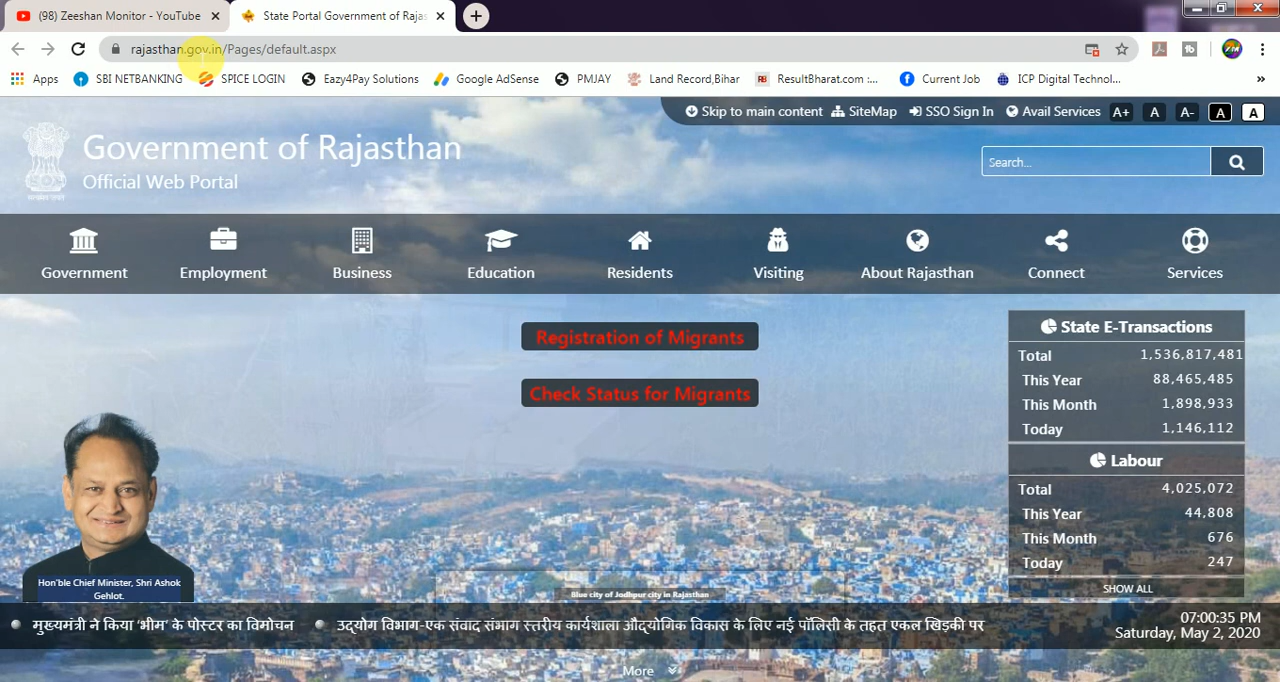 (98) Zeeshan Monitor - YouTube
State Portal Government of Rajas
rajasthan.gov.in/Pages/default.aspx
Apps SBI NETBANKING SPICE LOGIN Eazy4Pay Solutions Google AdSense PMJAY Land Record,Bihar ResultBharat.com :... Current Job ICP Digital Technol... »
Skip to main content SiteMap SSO Sign In Avail Services A+ A A- A A
Government of Rajasthan
Official Web Portal
Search...
Government Employment Business Education Residents Visiting About Rajasthan Connect Services
Registration of Migrants
Check Status for Migrants
State E-Transactions
Total 1,536,817,481
This Year 88,465,485
This Month 1,898,933
Today 1,146,112
Labour
Total 4,025,072
This Year 44,808
This Month 676
Today 247
SHOW ALL
Hon'ble Chief Minister, Shri Ashok
Gehlot.
Blue city of Jodhpur city in Rajasthan
मुख्यमंत्री ने किया 'भीम' के पोस्टर का विमोचन
उद्योग विभाग-एक संवाद संभाग स्तरीय कार्यशाला औद्योगिक विकास के लिए नई पॉलिसी के तहत एकल खिड़की पर
07:00:35 PM
Saturday, May 2, 2020
More